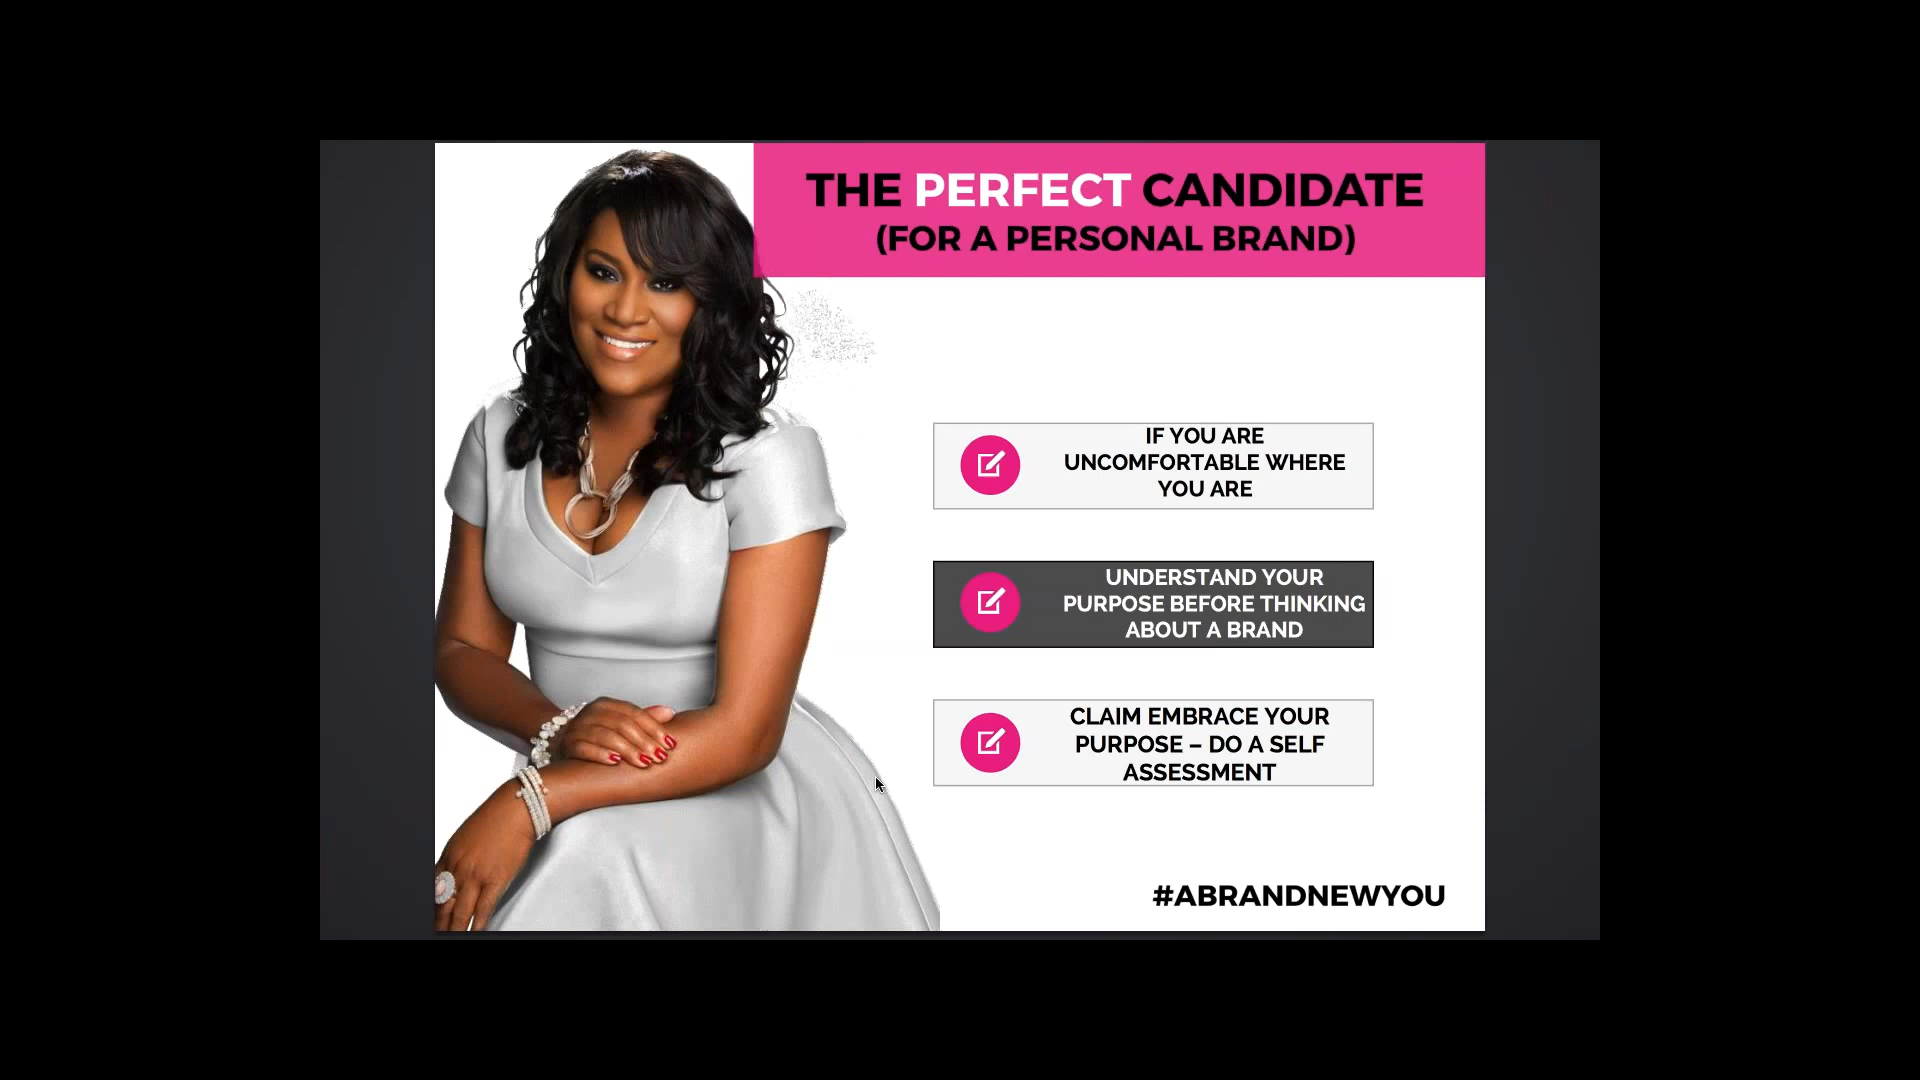 THE PERFECT CANDIDATE
(FOR A PERSONAL BRAND)
IF YOU ARE
UNCOMFORTABLE WHERE
YOU ARE
UNDERSTAND YOUR
PURPOSE BEFORE THINKING
ABOUT A BRAND
CLAIM EMBRACE YOUR
PURPOSE – DO A SELF
ASSESSMENT
#ABRANDNEWYOU